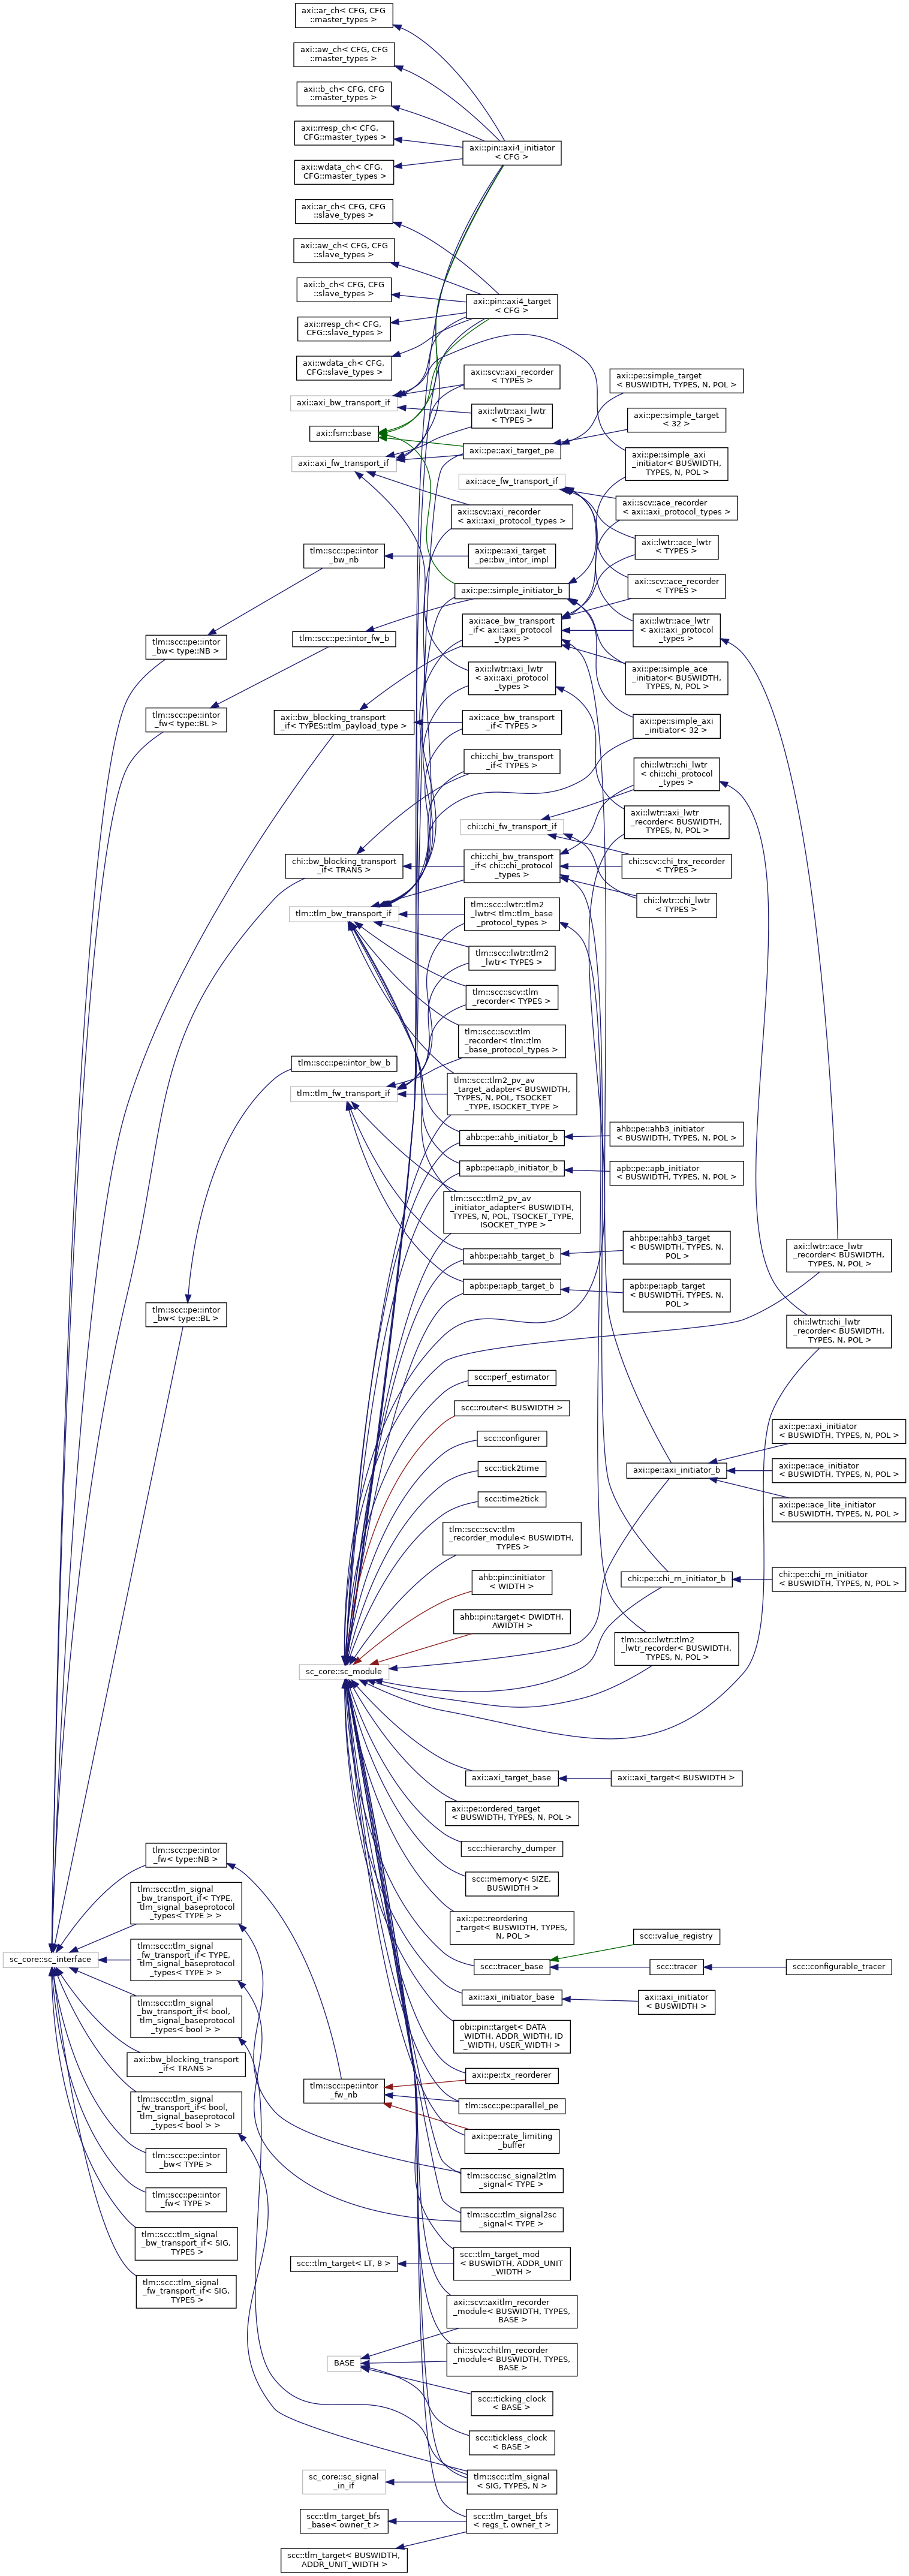 axi::ar_ch< CFG, CFG
::master_types >
axi::aw_ch< CFG, CFG
::master_types >
axi::b_ch< CFG, CFG
::master_types >
axi::rresp_ch< CFG,
CFG::master_types >
axi::pin::axi4_initiator
< CFG >
axi::wdata_ch< CFG,
CFG::master_types >
axi::ar_ch< CFG, CFG
::slave_types >
axi::aw_ch< CFG, CFG
::slave_types >
axi::b_ch< CFG, CFG
::slave_types >
axi::pin::axi4_target
< CFG >
axi::rresp_ch< CFG,
CFG::slave_types >
axi::wdata_ch< CFG,
CFG::slave_types >
axi::scv::axi_recorder
< TYPES >
axi::pe::simple_target
< BUSWIDTH, TYPES, N, POL >
axi::axi_bw_transport_if
axi::lwtr::axi_lwtr
< TYPES >
axi::pe::simple_target
< 32 >
axi::fsm::base
axi::pe::axi_target_pe
axi::axi_fw_transport_if
axi::pe::simple_axi
_initiator< BUSWIDTH,
TYPES, N, POL >
axi::ace_fw_transport_if
axi::scv::ace_recorder
< axi::axi_protocol_types >
axi::scv::axi_recorder
< axi::axi_protocol_types >
axi::lwtr::ace_lwtr
< TYPES >
tlm::scc::pe::intor
_bw_nb
axi::pe::axi_target
_pe::bw_intor_impl
axi::scv::ace_recorder
< TYPES >
axi::pe::simple_initiator_b
axi::ace_bw_transport
_if< axi::axi_protocol
_types >
axi::lwtr::ace_lwtr
< axi::axi_protocol
_types >
tlm::scc::pe::intor
_bw< type::NB >
tlm::scc::pe::intor_fw_b
axi::lwtr::axi_lwtr
< axi::axi_protocol
_types >
axi::pe::simple_ace
_initiator< BUSWIDTH,
TYPES, N, POL >
tlm::scc::pe::intor
_fw< type::BL >
axi::bw_blocking_transport
_if< TYPES::tlm_payload_type >
axi::ace_bw_transport
_if< TYPES >
axi::pe::simple_axi
_initiator< 32 >
chi::chi_bw_transport
_if< TYPES >
chi::lwtr::chi_lwtr
< chi::chi_protocol
_types >
chi::chi_fw_transport_if
axi::lwtr::axi_lwtr
_recorder< BUSWIDTH,
TYPES, N, POL >
chi::bw_blocking_transport
_if< TRANS >
chi::chi_bw_transport
_if< chi::chi_protocol
_types >
chi::scv::chi_trx_recorder
< TYPES >
tlm::tlm_bw_transport_if
tlm::scc::lwtr::tlm2
_lwtr< tlm::tlm_base
_protocol_types >
chi::lwtr::chi_lwtr
< TYPES >
tlm::scc::lwtr::tlm2
_lwtr< TYPES >
tlm::scc::scv::tlm
_recorder< TYPES >
tlm::scc::scv::tlm
_recorder< tlm::tlm
_base_protocol_types >
tlm::scc::pe::intor_bw_b
tlm::tlm_fw_transport_if
tlm::scc::tlm2_pv_av
_target_adapter< BUSWIDTH,
TYPES, N, POL, TSOCKET
_TYPE, ISOCKET_TYPE >
ahb::pe::ahb_initiator_b
ahb::pe::ahb3_initiator
< BUSWIDTH, TYPES, N, POL >
apb::pe::apb_initiator_b
apb::pe::apb_initiator
< BUSWIDTH, TYPES, N, POL >
tlm::scc::tlm2_pv_av
_initiator_adapter< BUSWIDTH,
TYPES, N, POL, TSOCKET_TYPE,
ISOCKET_TYPE >
ahb::pe::ahb_target_b
ahb::pe::ahb3_target
< BUSWIDTH, TYPES, N,
POL >
axi::lwtr::ace_lwtr
_recorder< BUSWIDTH,
TYPES, N, POL >
apb::pe::apb_target_b
apb::pe::apb_target
< BUSWIDTH, TYPES, N,
POL >
tlm::scc::pe::intor
_bw< type::BL >
chi::lwtr::chi_lwtr
_recorder< BUSWIDTH,
TYPES, N, POL >
scc::perf_estimator
scc::router< BUSWIDTH >
scc::configurer
axi::pe::axi_initiator
< BUSWIDTH, TYPES, N, POL >
scc::tick2time
axi::pe::axi_initiator_b
axi::pe::ace_initiator
< BUSWIDTH, TYPES, N, POL >
scc::time2tick
axi::pe::ace_lite_initiator
< BUSWIDTH, TYPES, N, POL >
tlm::scc::scv::tlm
_recorder_module< BUSWIDTH,
TYPES >
ahb::pin::initiator
< WIDTH >
chi::pe::chi_rn_initiator_b
chi::pe::chi_rn_initiator
< BUSWIDTH, TYPES, N, POL >
ahb::pin::target< DWIDTH,
AWIDTH >
tlm::scc::lwtr::tlm2
_lwtr_recorder< BUSWIDTH,
TYPES, N, POL >
sc_core::sc_module
axi::axi_target_base
axi::axi_target< BUSWIDTH >
axi::pe::ordered_target
< BUSWIDTH, TYPES, N, POL >
scc::hierarchy_dumper
tlm::scc::pe::intor
_fw< type::NB >
scc::memory< SIZE,
BUSWIDTH >
tlm::scc::tlm_signal
_bw_transport_if< TYPE,
tlm_signal_baseprotocol
_types< TYPE > >
axi::pe::reordering
_target< BUSWIDTH, TYPES,
N, POL >
scc::value_registry
sc_core::sc_interface
tlm::scc::tlm_signal
_fw_transport_if< TYPE,
tlm_signal_baseprotocol
_types< TYPE > >
scc::tracer_base
scc::tracer
scc::configurable_tracer
axi::axi_initiator_base
axi::axi_initiator
< BUSWIDTH >
tlm::scc::tlm_signal
_bw_transport_if< bool,
tlm_signal_baseprotocol
_types< bool > >
obi::pin::target< DATA
_WIDTH, ADDR_WIDTH, ID
_WIDTH, USER_WIDTH >
axi::bw_blocking_transport
_if< TRANS >
tlm::scc::pe::intor
_fw_nb
axi::pe::tx_reorderer
tlm::scc::tlm_signal
_fw_transport_if< bool,
tlm_signal_baseprotocol
_types< bool > >
tlm::scc::pe::parallel_pe
axi::pe::rate_limiting
_buffer
tlm::scc::pe::intor
_bw< TYPE >
tlm::scc::sc_signal2tlm
_signal< TYPE >
tlm::scc::pe::intor
_fw< TYPE >
tlm::scc::tlm_signal2sc
_signal< TYPE >
tlm::scc::tlm_signal
_bw_transport_if< SIG,
TYPES >
scc::tlm_target< LT, 8 >
scc::tlm_target_mod
< BUSWIDTH, ADDR_UNIT
_WIDTH >
tlm::scc::tlm_signal
_fw_transport_if< SIG,
TYPES >
axi::scv::axitlm_recorder
_module< BUSWIDTH, TYPES,
BASE >
BASE
chi::scv::chitlm_recorder
_module< BUSWIDTH, TYPES,
BASE >
scc::ticking_clock
< BASE >
scc::tickless_clock
< BASE >
sc_core::sc_signal
_in_if
tlm::scc::tlm_signal
< SIG, TYPES, N >
scc::tlm_target_bfs
_base< owner_t >
scc::tlm_target_bfs
< regs_t, owner_t >
scc::tlm_target< BUSWIDTH,
ADDR_UNIT_WIDTH >